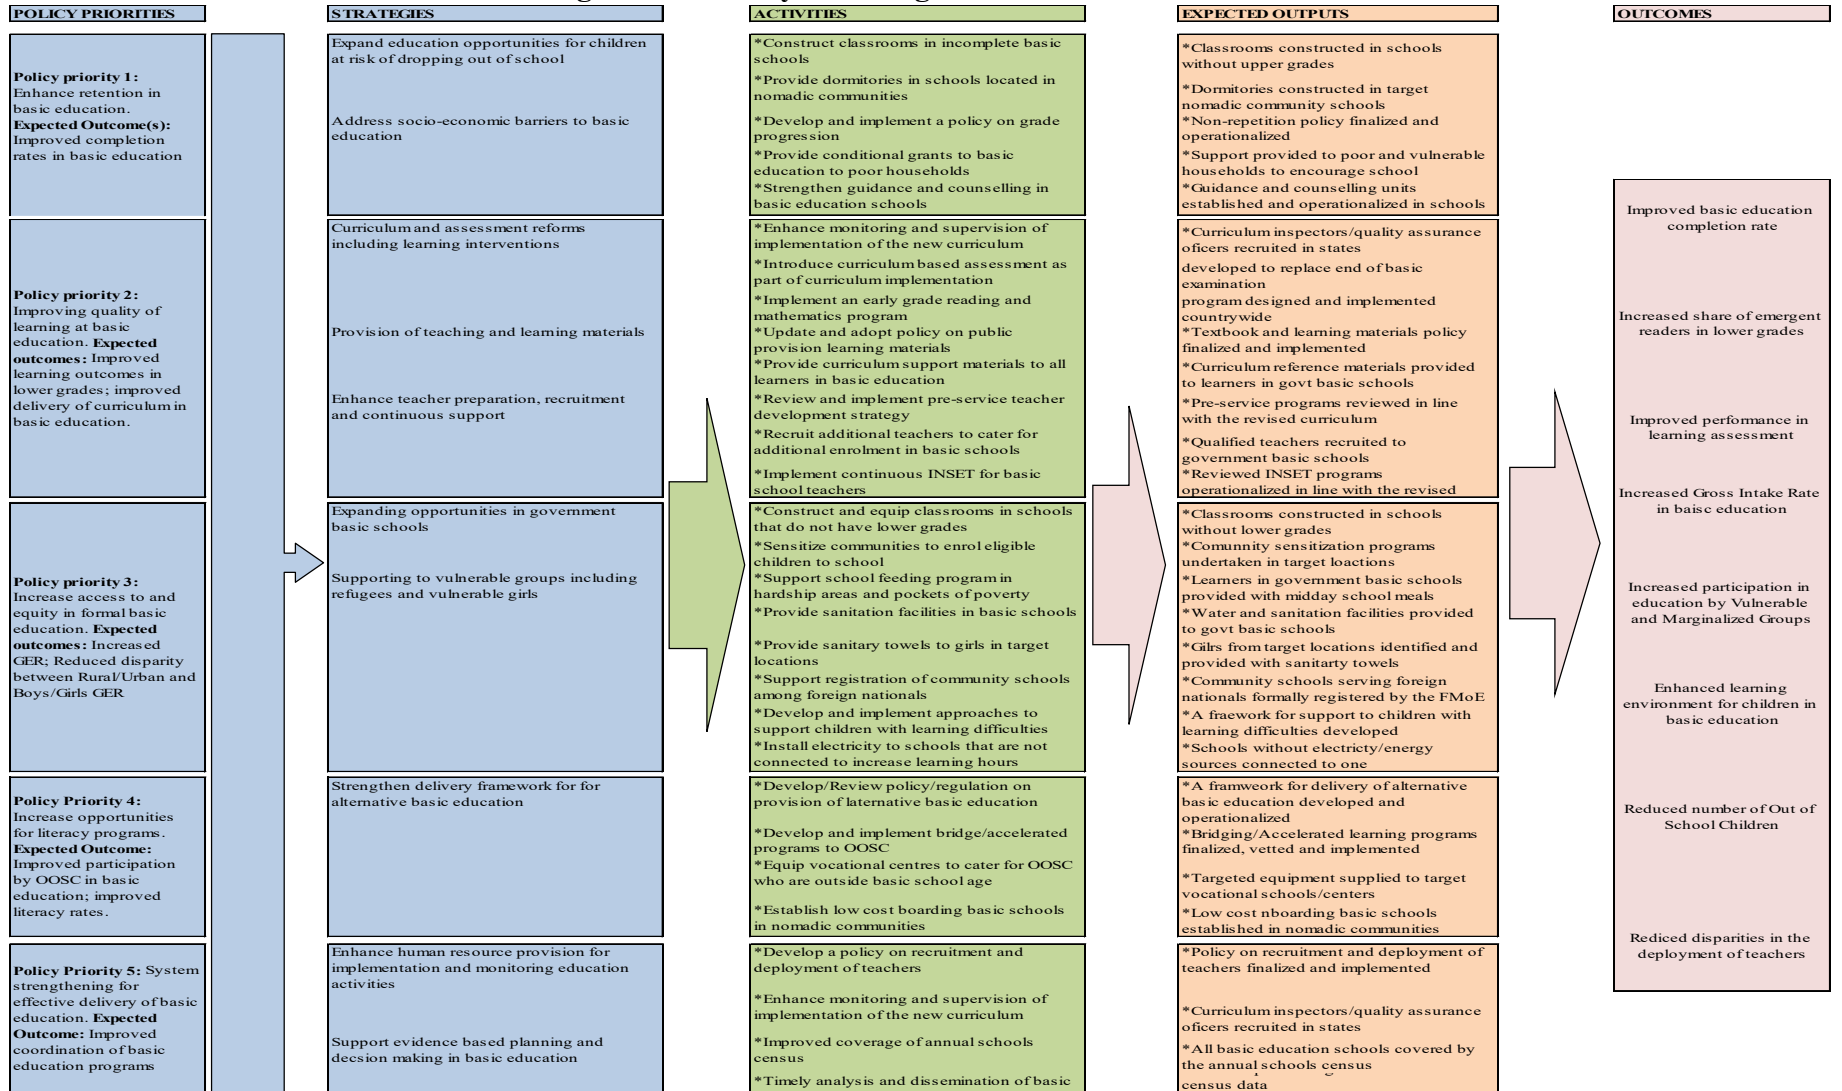 POLICY PRIORITIES
STRATEGIES
ACTIVITIES
EXPECTED OUTPUTS
OUTCOMES
Policy priority 1:
Enhance retention in
basic education.
Expected Outcome(s):
Improved completion
rates in basic education
Expand education opportunities for children
at risk of dropping out of school
Address socio-economic barriers to basic
education
*Construct classrooms in incomplete basic
schools
*Provide dormitories in schools located in
nomadic communities
*Develop and implement a policy on grade
progression
*Provide conditional grants to basic
education to poor households
*Strengthen guidance and counselling in
basic education schools
*Classrooms constructed in schools
without upper grades
*Dormitories constructed in target
nomadic community schools
*Non-repetition policy finalized and
operationalized
*Support provided to poor and vulnerable
households to encourage school
*Guidance and counselling units
established and operationalized in schools
Policy priority 2:
Improving quality of
learning at basic
education. Expected
outcomes: Improved
learning outcomes in
lower grades; improved
delivery of curriculum in
basic education.
Curriculum and assessment reforms
including learning interventions
Provision of teaching and learning materials
Enhance teacher preparation, recruitment
and continuous support
*Enhance monitoring and supervision of
implementation of the new curriculum
*Introduce curriculum based assessment as
part of curriculum implementation
*Implement an early grade reading and
mathematics program
*Update and adopt policy on public
provision learning materials
*Provide curriculum support materials to all
learners in basic education
*Review and implement pre-service teacher
development strategy
*Recruit additional teachers to cater for
additional enrolment in basic schools
*Implement continuous INSET for basic
school teachers
*Curriculum inspectors/quality assurance
oficers recruited in states
developed to replace end of basic
examination
program designed and implemented
countrywide
*Textbook and learning materials policy
finalized and implemented
*Curriculum reference materials provided
to learners in govt basic schools
*Pre-service programs reviewed in line
with the revised curriculum
*Qualified teachers recruited to
government basic schools
*Reviewed INSET programs
operationalized in line with the revised
Policy priority 3:
Increase access to and
equity in formal basic
education. Expected
outcomes: Increased
GER; Reduced disparity
between Rural/Urban and
Boys/Girls GER
Expanding opportunities in government
basic schools
Supporting to vulnerable groups including
refugees and vulnerable girls
*Construct and equip classrooms in schools
that do not have lower grades
*Sensitize communities to enrol eligible
children to school
*Support school feeding program in
hardship areas and pockets of poverty
*Provide sanitation facilities in basic schools
*Provide sanitary towels to girls in target
locations
*Support registration of community schools
among foreign nationals
*Develop and implement approaches to
support children with learning difficulties
*Install electricity to schools that are not
connected to increase learning hours
*Classrooms constructed in schools
without lower grades
*Comunnity sensitization programs
undertaken in target loactions
*Learners in government basic schools
provided with midday school meals
*Water and sanitation facilities provided
to govt basic schools
*Gilrs from target locations identified and
provided with sanitarty towels
*Community schools serving foreign
nationals formally registered by the FMoE
*A fraework for support to children with
learning difficulties developed
*Schools without electricty/energy
sources connected to one
Policy Priority 4:
Increase opportunities
for literacy programs.
Expected Outcome:
Improved participation
by OOSC in basic
education; improved
literacy rates.
Strengthen delivery framework for for
alternative basic education
*Develop/Review policy/regulation on
provision of laternative basic education
*Develop and implement bridge/accelerated
programs to OOSC
*Equip vocational centres to cater for OOSC
who are outside basic school age
*Establish low cost boarding basic schools
in nomadic communities
*A framweork for delivery of alternative
basic education developed and
operationalized
*Bridging/Accelerated learning programs
finalized, vetted and implemented
*Targeted equipment supplied to target
vocational schools/centers
*Low cost nboarding basic schools
established in nomadic communities
Policy Priority 5: System
strengthening for
effective delivery of basic
education. Expected
Outcome: Improved
coordination of basic
education programs
Enhance human resource provision for
implementation and monitoring education
activities
Support evidence based planning and
decsion making in basic education
*Develop a policy on recruitment and
deployment of teachers
*Enhance monitoring and supervision of
implementation of the new curriculum
*Improved coverage of annual schools
census
*Timely analysis and dissemination of basic
*Policy on recruitment and deployment of
teachers finalized and implemented
*Curriculum inspectors/quality assurance
oficers recruited in states
*All basic education schools covered by
the annual schools census
census data
Improved basic education
completion rate
Increased share of emergent
readers in lower grades
Improved performance in
learning assessment
Increased Gross Intake Rate
in baisc education
Increased participation in
education by Vulnerable
and Marginalized Groups
Enhanced learning
environment for children in
basic education
Reduced number of Out of
School Children
Rediced disparities in the
deployment of teachers